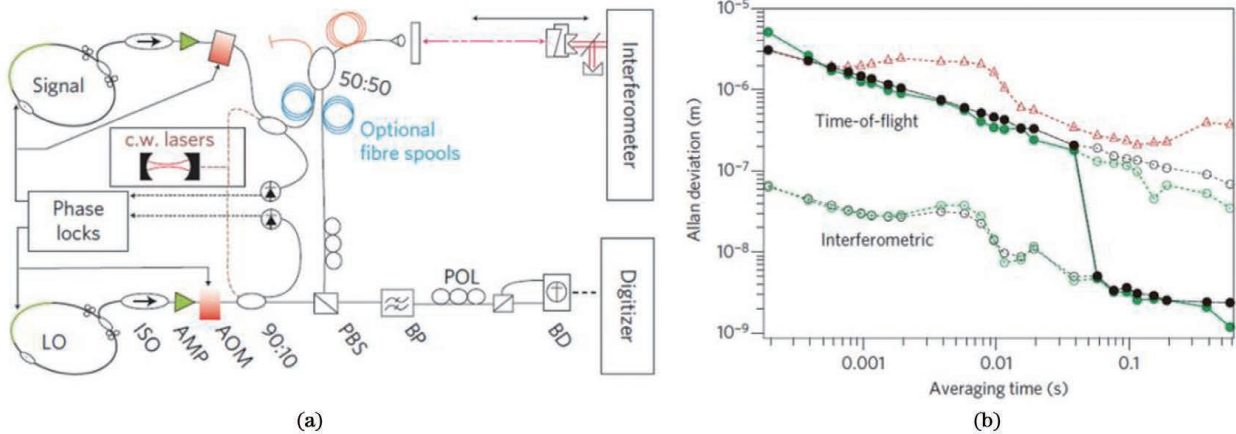 Signal
50:50
Optional
fibre spools
c.w. lasers
Phase
locks
Interferometer
LO
ISO
AMP
AOM
90:10
PBS
BP
POL
BD
Digitizer
(a)
10⁻⁵
10⁻⁶
10⁻⁷
10⁻⁸
10⁻⁹
Allan deviation (m)
Time-of-flight
Interferometric
0.001
0.01
0.1
Averaging time (s)
(b)